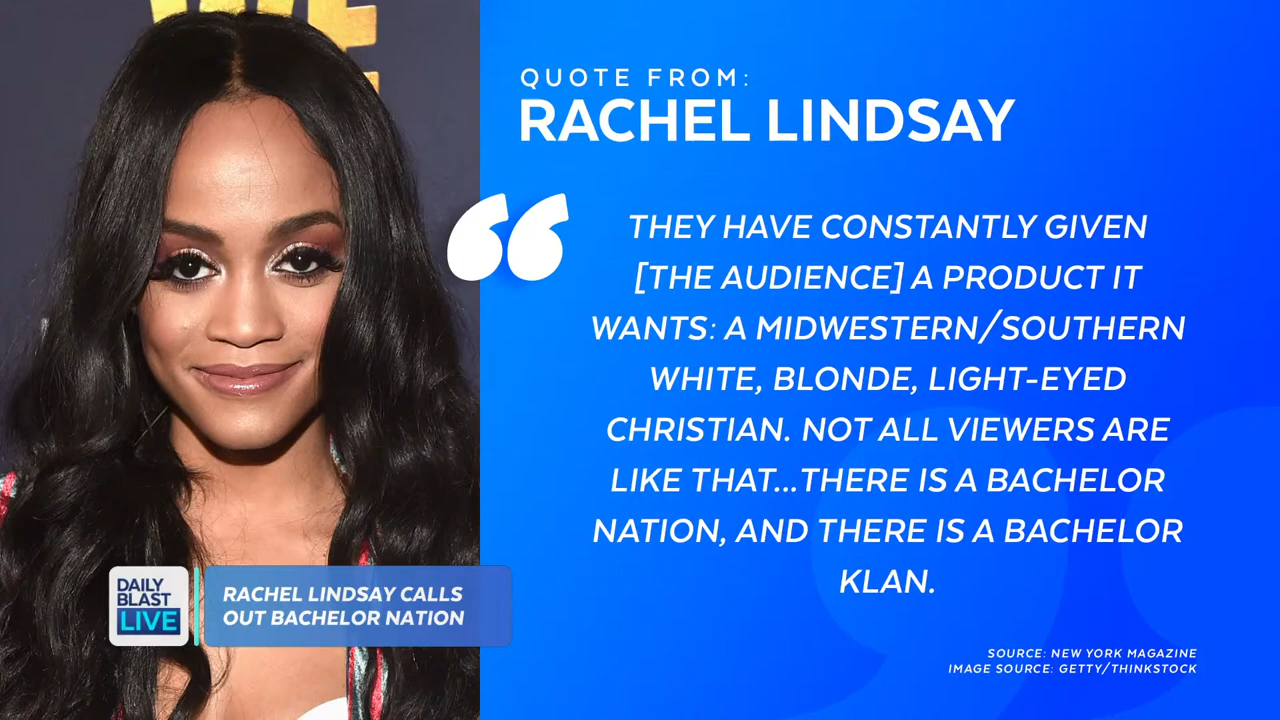 QUOTE FROM:
RACHEL LINDSAY
“
THEY HAVE CONSTANTLY GIVEN
[THE AUDIENCE] A PRODUCT IT
WANTS: A MIDWESTERN/SOUTHERN
WHITE, BLONDE, LIGHT-EYED
CHRISTIAN. NOT ALL VIEWERS ARE
LIKE THAT...THERE IS A BACHELOR
NATION, AND THERE IS A BACHELOR
KLAN.
DAILY
BLAST
LIVE
RACHEL LINDSAY CALLS
OUT BACHELOR NATION
SOURCE: NEW YORK MAGAZINE
IMAGE SOURCE: GETTY/THINKSTOCK